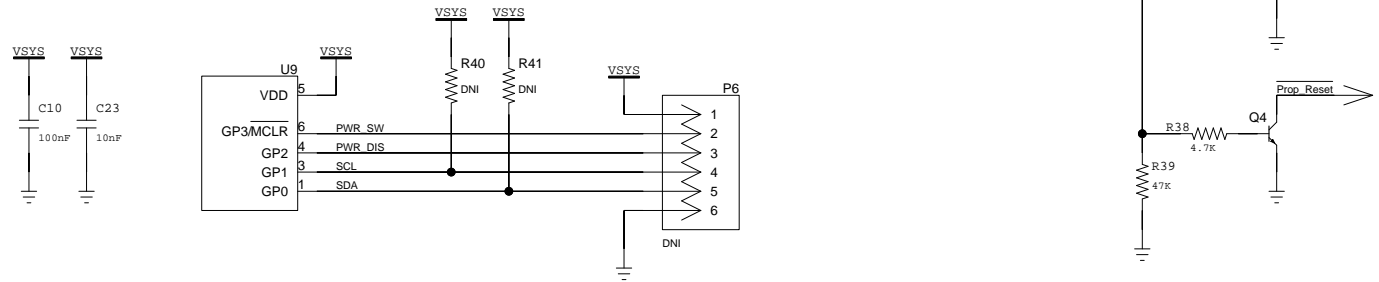 VSYS VSYS
C10
100nF
C23
10nF
U9
VSYS
VDD 5
GP3/MCLR 6 PWR_SW
GP2 4 PWR_DIS
GP1 3 SCL
GP0 1 SDA
VSYS VSYS
R40
DNI
R41
DNI
VSYS
P6
1
2
3
4
5
6
DNI
Prop_Reset
Q4
R38
4.7K
R39
47K